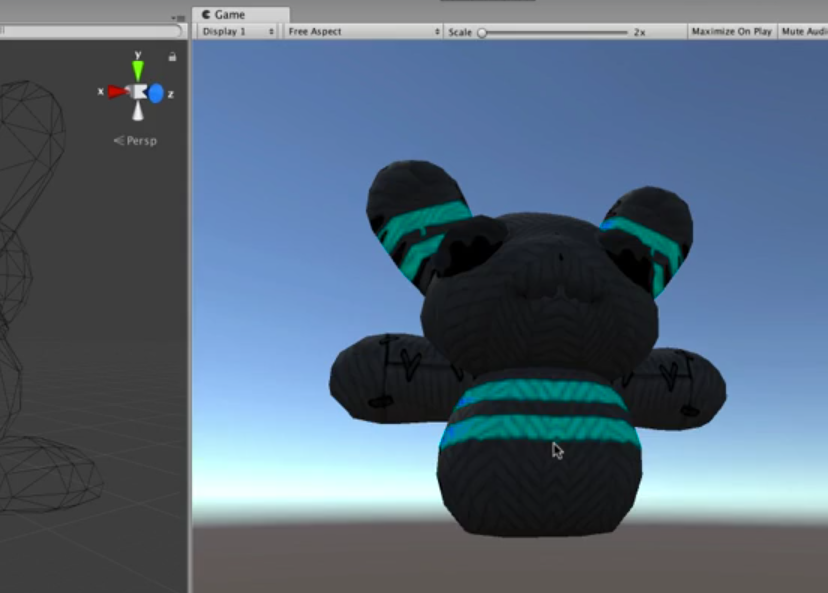 Game
Display 1
Free Aspect
Scale
2x
Maximize On Play
Mute Audi
y
x
z
Persp